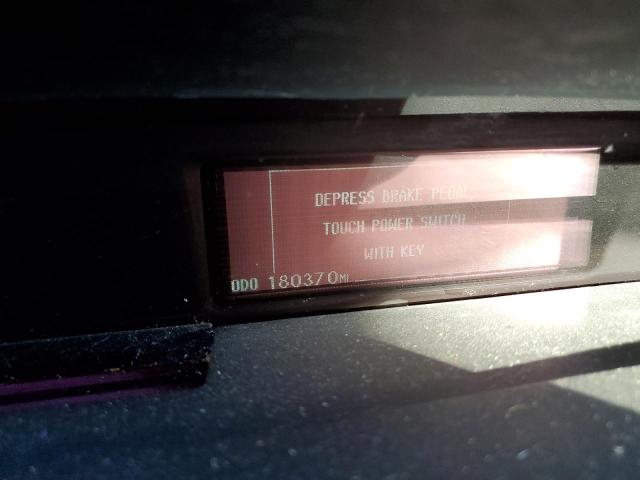 DEPRESS BRAKE PEDAL,
TOUCH POWER SWITCH
WITH KEY
ODO 180370 MI